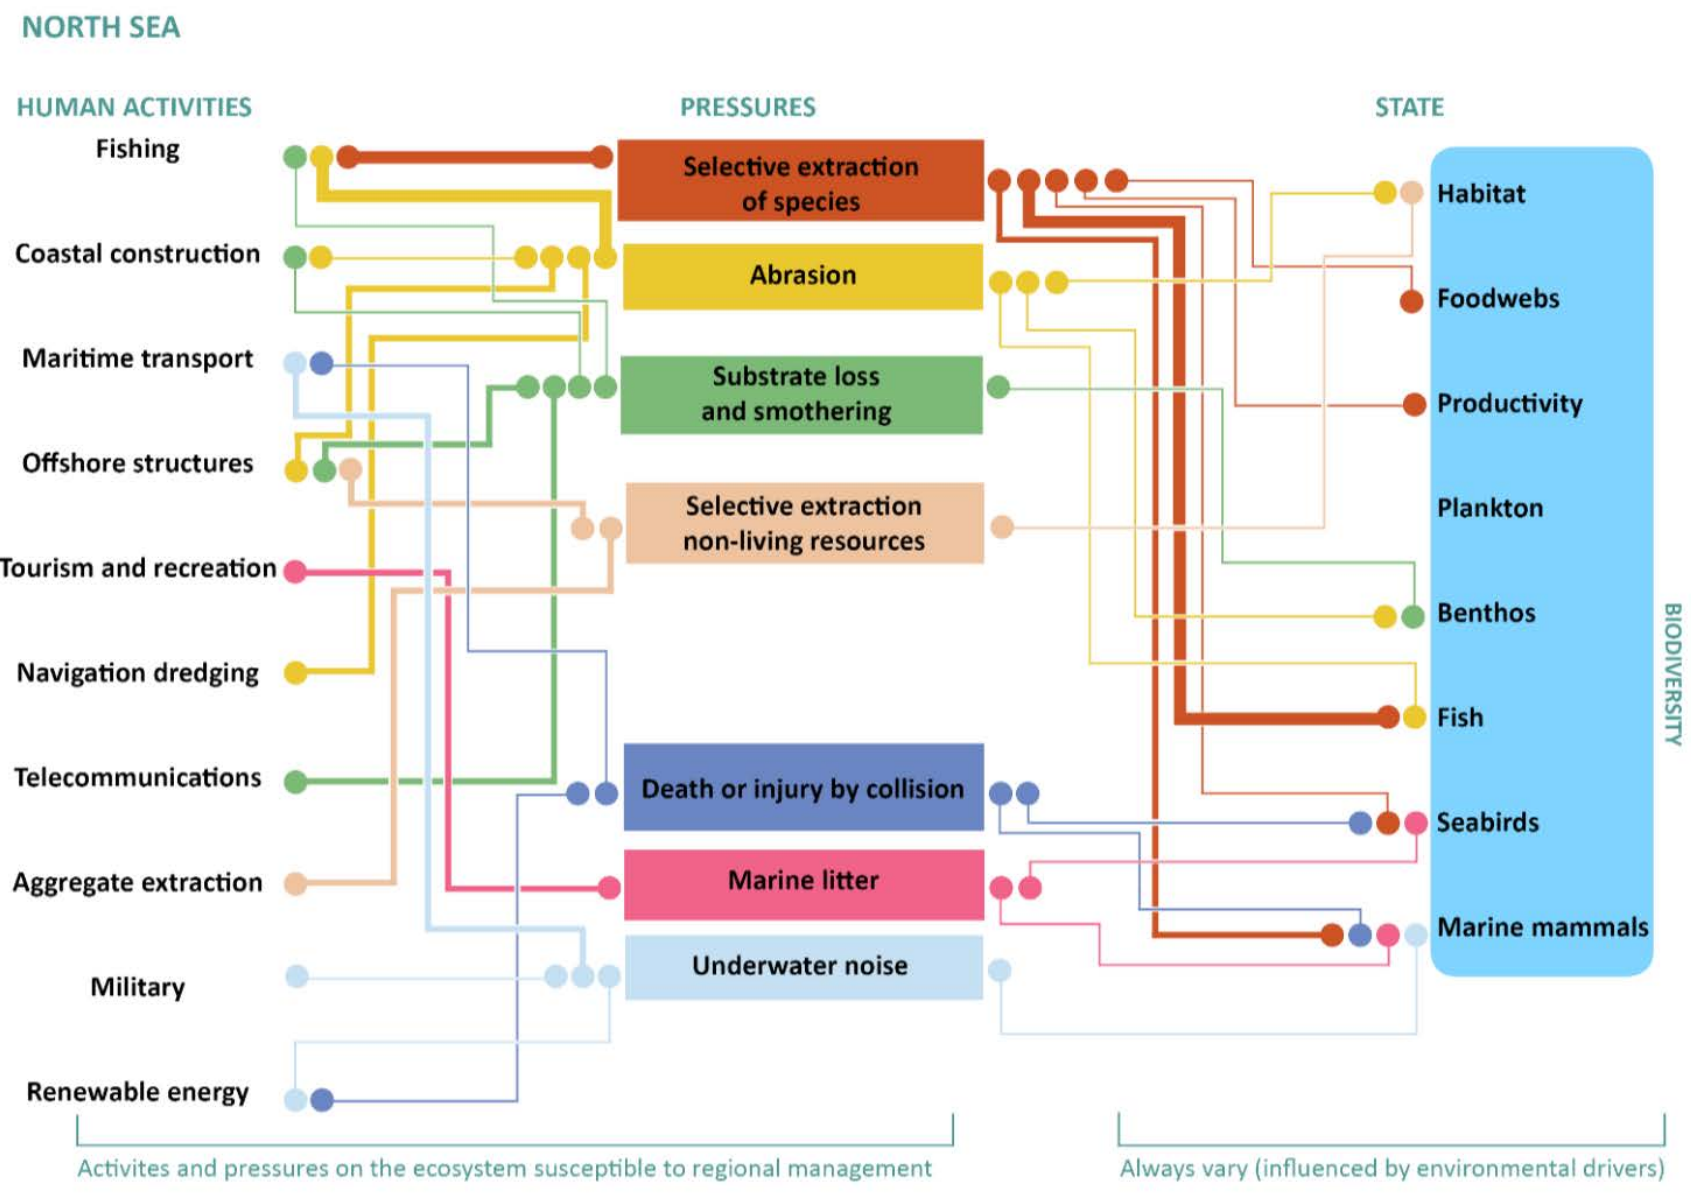 NORTH SEA
HUMAN ACTIVITIES
PRESSURES
STATE
Fishing
Coastal construction
Maritime transport
Offshore structures
Tourism and recreation
Navigation dredging
Telecommunications
Aggregate extraction
Military
Renewable energy
Selective extraction
of species
Abrasion
Substrate loss
and smothering
Selective extraction
non-living resources
Death or injury by collision
Marine litter
Underwater noise
Habitat
Foodwebs
Productivity
Plankton
Benthos
Fish
Seabirds
Marine mammals
BIODIVERSITY
Activites and pressures on the ecosystem susceptible to regional management
Always vary (influenced by environmental drivers)